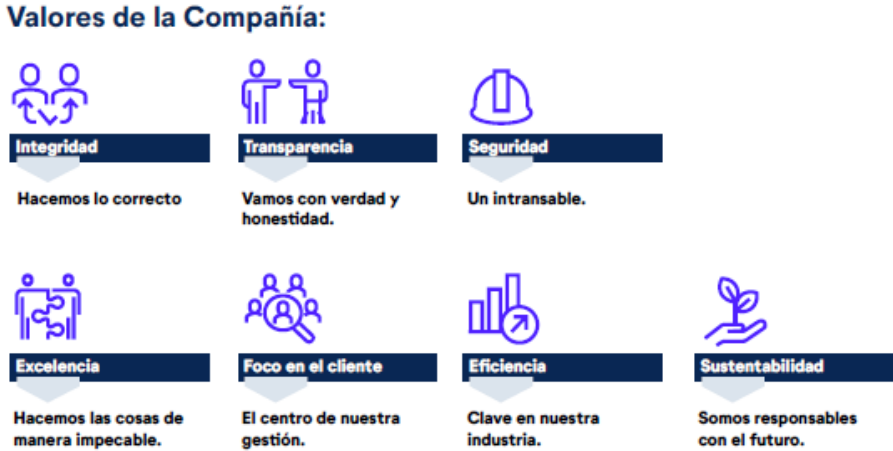 Valores de la Compañía:
Integridad
Hacemos lo correcto
Transparencia
Vamos con verdad y
honestidad.
Seguridad
Un intransable.
Excelencia
Hacemos las cosas de
manera impecable.
Foco en el cliente
El centro de nuestra
gestión.
Eficiencia
Clave en nuestra
industria.
Sustentabilidad
Somos responsables
con el futuro.